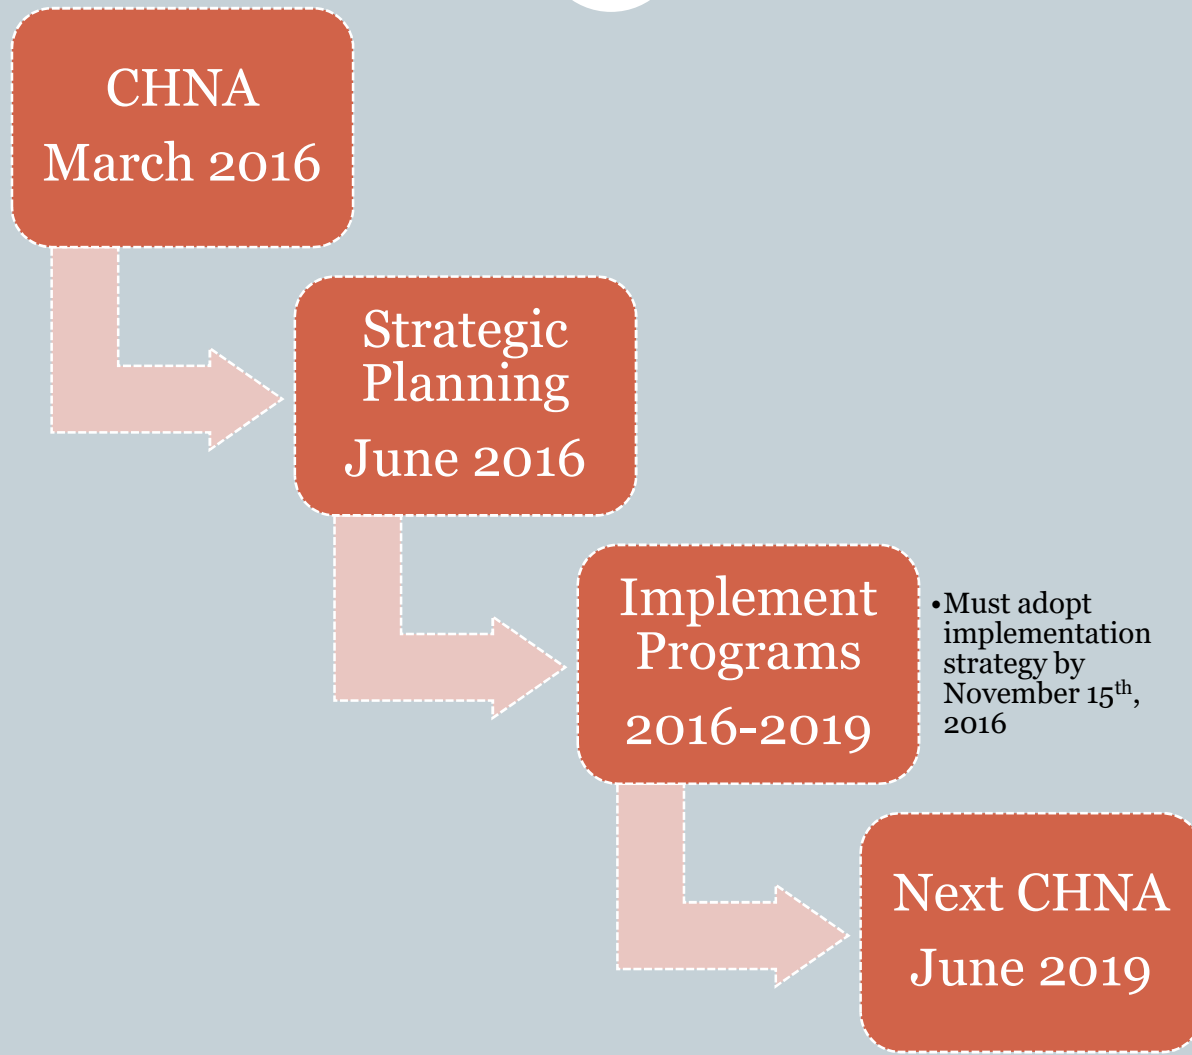 CHNA
March 2016
Strategic
Planning
June 2016
Implement
Programs
2016-2019
•Must adopt
implementation
strategy by
November 15th,
2016
Next CHNA
June 2019